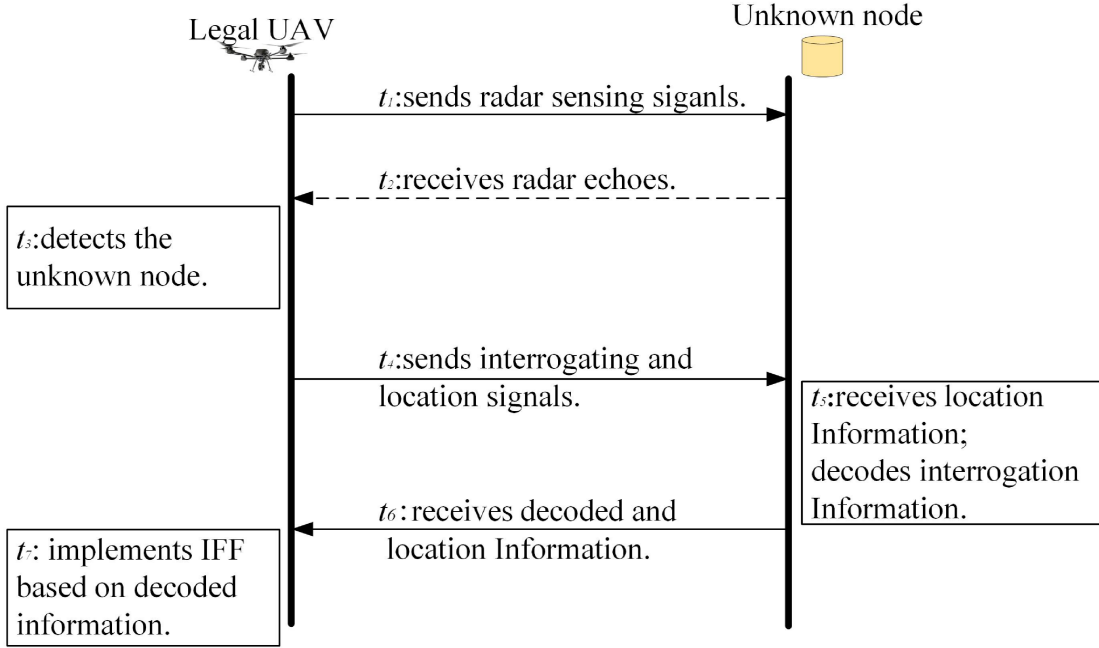 Legal UAV
Unknown node
t₁:sends radar sensing siganls.
t₂:receives radar echoes.
t₃:detects the
unknown node.
t₄:sends interrogating and
location signals.
t₅:receives location
Information;
decodes interrogation
Information.
t₆: receives decoded and
location Information.
t₇: implements IFF
based on decoded
information.